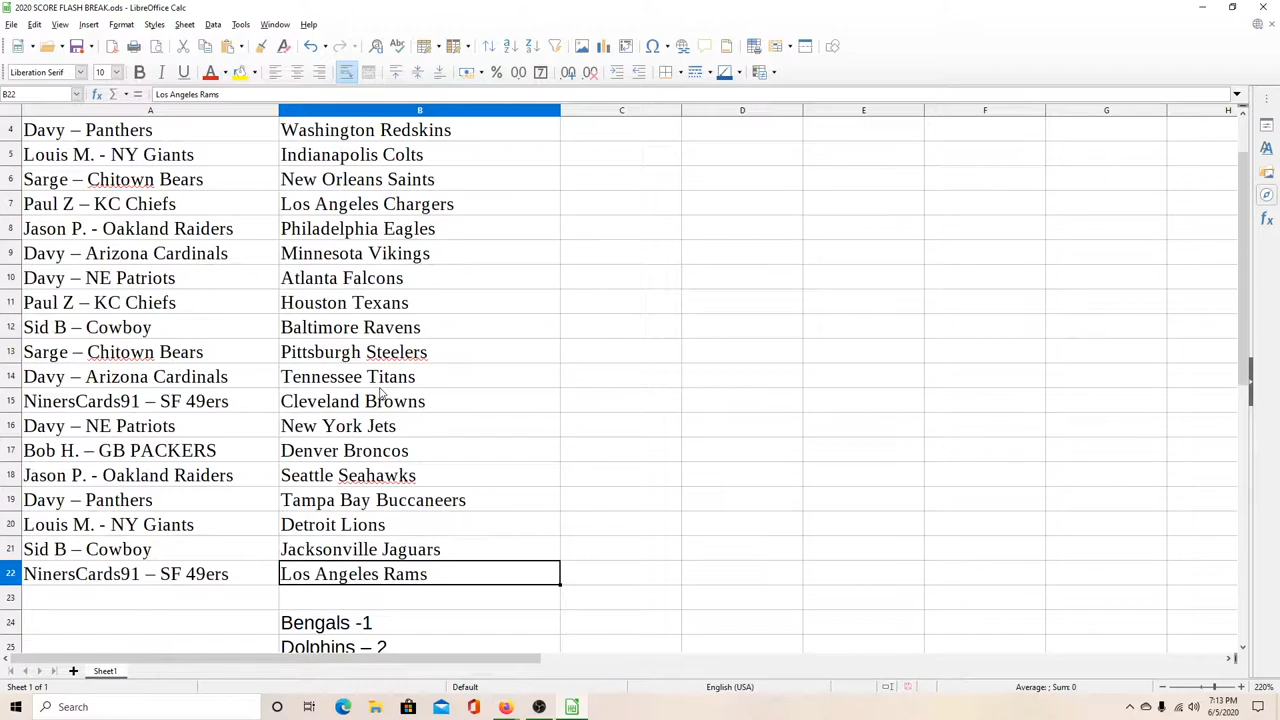 2020 SCORE FLASH BREAK.ods - LibreOffice Calc
File Edit View Insert Format Styles Sheet Data Tools Window Help
Liberation Serif 10
B22 Los Angeles Rams
A B C D E F G H
4 Davy – Panthers Washington Redskins
5 Louis M. - NY Giants Indianapolis Colts
6 Sarge – Chitown Bears New Orleans Saints
7 Paul Z – KC Chiefs Los Angeles Chargers
8 Jason P. - Oakland Raiders Philadelphia Eagles
9 Davy – Arizona Cardinals Minnesota Vikings
10 Davy – NE Patriots Atlanta Falcons
11 Paul Z – KC Chiefs Houston Texans
12 Sid B – Cowboy Baltimore Ravens
13 Sarge – Chitown Bears Pittsburgh Steelers
14 Davy – Arizona Cardinals Tennessee Titans
15 NinersCards91 – SF 49ers Cleveland Browns
16 Davy – NE Patriots New York Jets
17 Bob H. – GB PACKERS Denver Broncos
18 Jason P. - Oakland Raiders Seattle Seahawks
19 Davy – Panthers Tampa Bay Buccaneers
20 Louis M. - NY Giants Detroit Lions
21 Sid B – Cowboy Jacksonville Jaguars
22 NinersCards91 – SF 49ers Los Angeles Rams
23
24 Bengals -1
25 Dolphins – 2
Sheet1
Sheet 1 of 1 Default English (USA) Average: ; Sum: 0 220%
Search 7:13 PM
6/5/2020